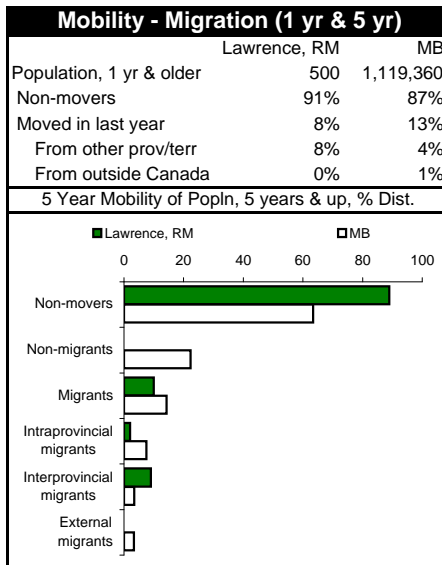 Mobility - Migration (1 yr & 5 yr)
Lawrence, RM MB
Population, 1 yr & older 500 1,119,360
Non-movers 91% 87%
Moved in last year 8% 13%
From other prov/terr 8% 4%
From outside Canada 0% 1%
5 Year Mobility of Popln, 5 years & up, % Dist.
Lawrence, RM MB
0 20 40 60 80 100
Non-movers
Non-migrants
Migrants
Intraprovincial
migrants
Interprovincial
migrants
External
migrants